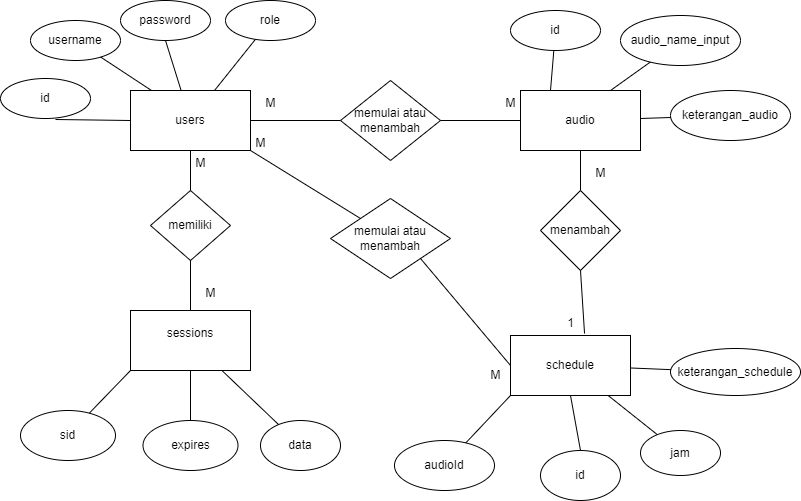 password
role
id
username
audio_name_input
id
M
M
memulai atau
menambah
users
audio
keterangan_audio
M
M
M
memiliki
memulai atau
menambah
menambah
M
1
sessions
schedule
M
keterangan_schedule
sid
expires
data
audioId
id
jam